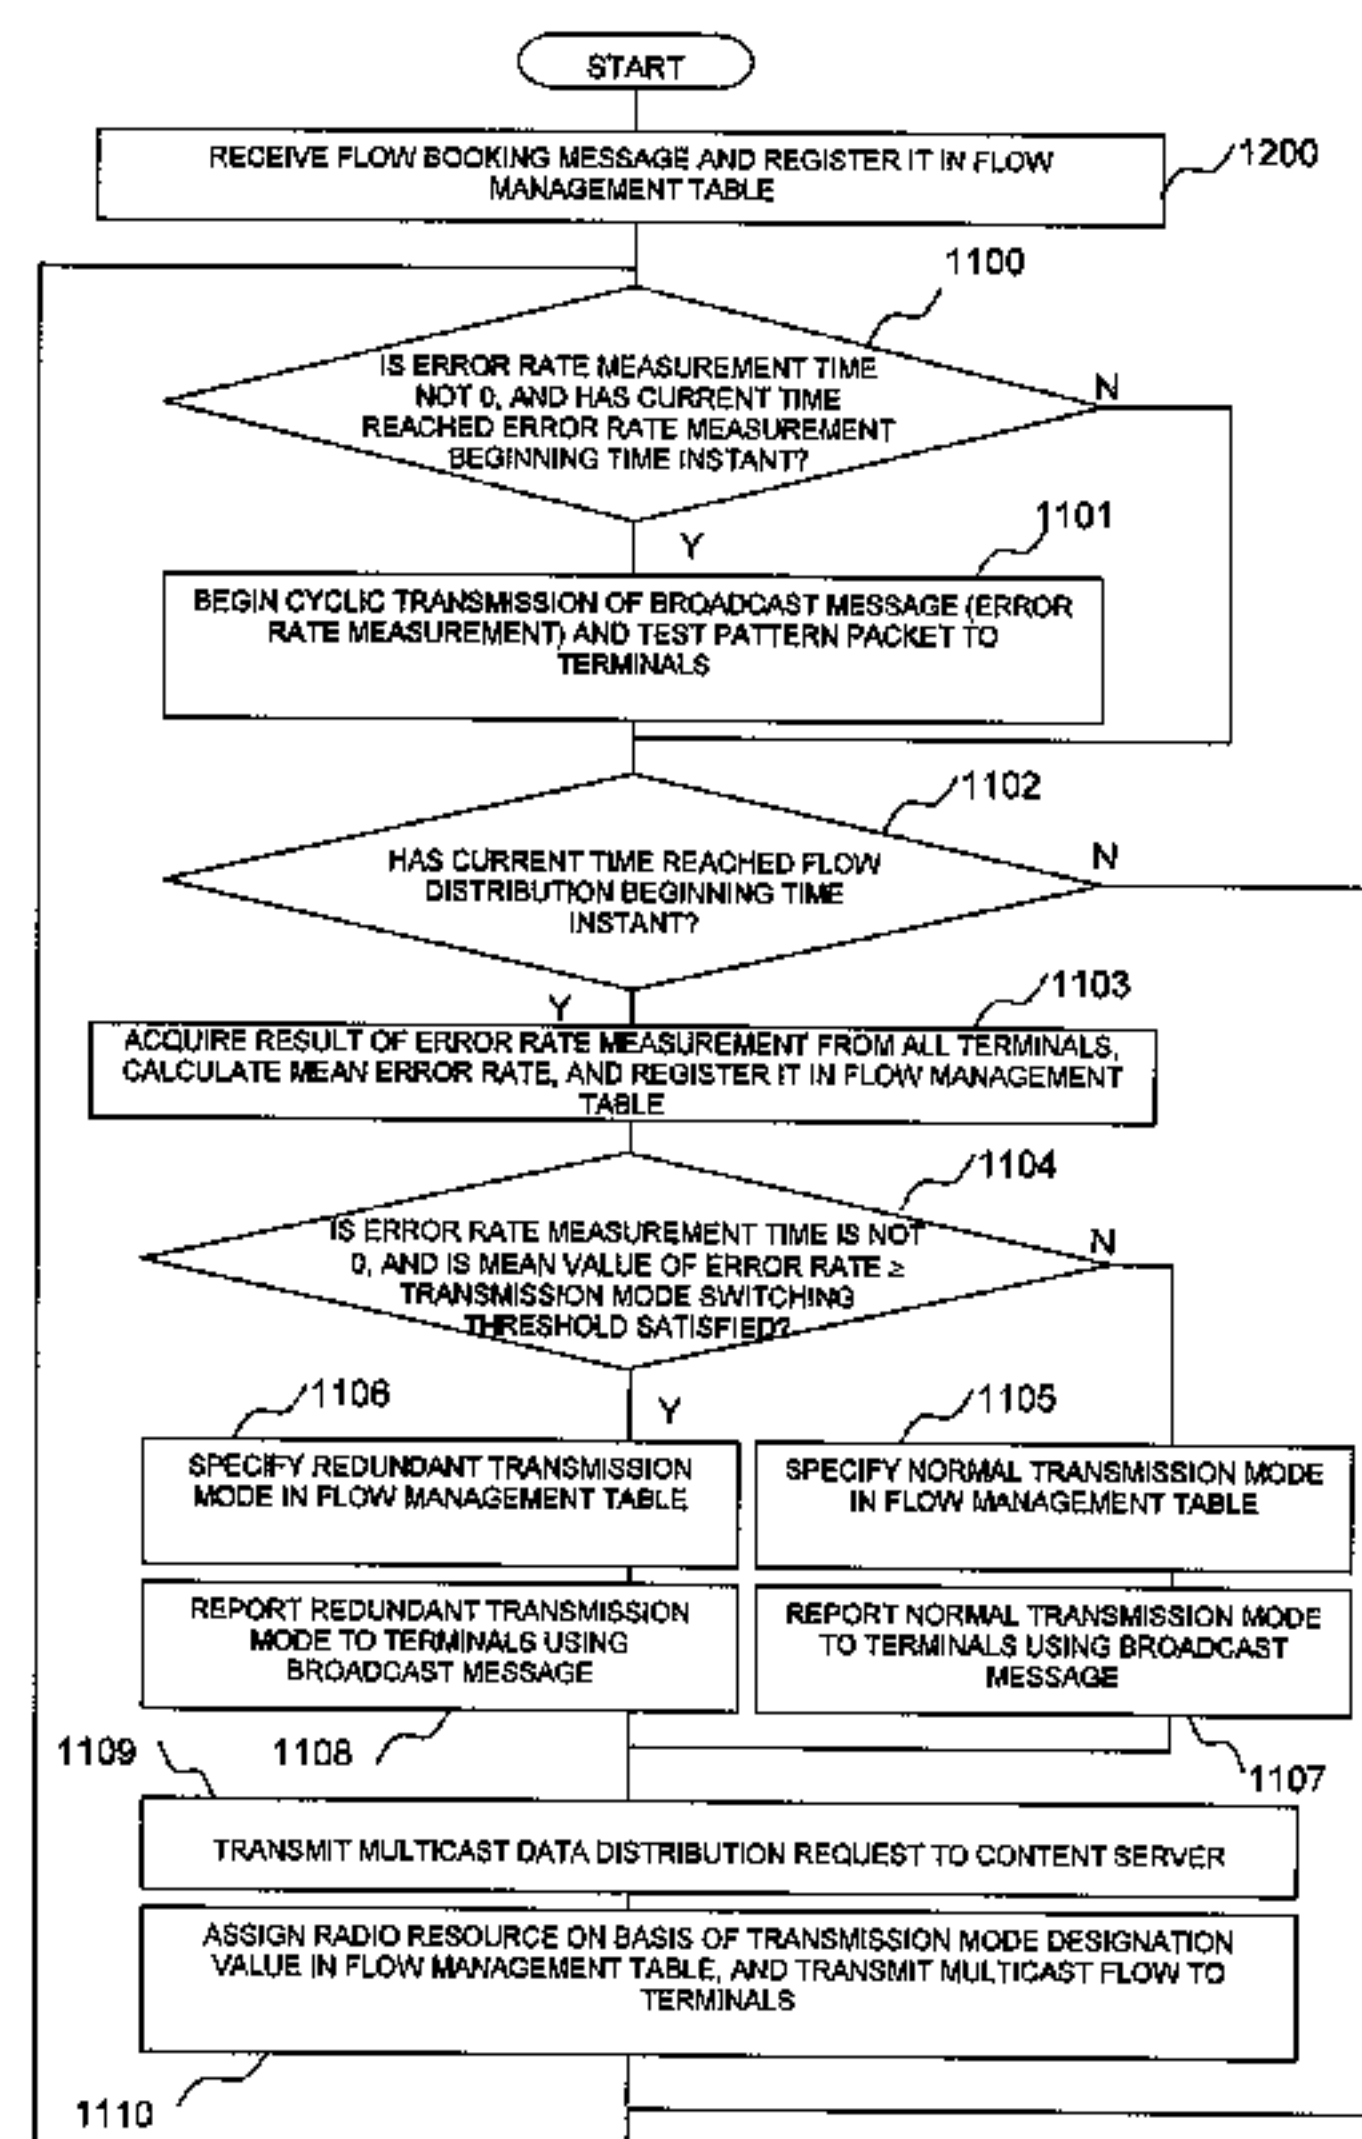 START
RECEIVE FLOW BOOKING MESSAGE AND REGISTER IT IN FLOW
MANAGEMENT TABLE
1200
1100
IS ERROR RATE MEASUREMENT TIME
NOT 0, AND HAS CURRENT TIME
REACHED ERROR RATE MEASUREMENT
BEGINNING TIME INSTANT?
N
Y
1101
BEGIN CYCLIC TRANSMISSION OF BROADCAST MESSAGE (ERROR
RATE MEASUREMENT) AND TEST PATTERN PACKET TO
TERMINALS
1102
HAS CURRENT TIME REACHED FLOW
DISTRIBUTION BEGINNING TIME
INSTANT?
N
Y
1103
ACQUIRE RESULT OF ERROR RATE MEASUREMENT FROM ALL TERMINALS,
CALCULATE MEAN ERROR RATE, AND REGISTER IT IN FLOW MANAGEMENT
TABLE
1104
IS ERROR RATE MEASUREMENT TIME IS NOT
0, AND IS MEAN VALUE OF ERROR RATE ≥
TRANSMISSION MODE SWITCHING
THRESHOLD SATISFIED?
N
Y
1106
SPECIFY REDUNDANT TRANSMISSION
MODE IN FLOW MANAGEMENT TABLE
1105
SPECIFY NORMAL TRANSMISSION MODE
IN FLOW MANAGEMENT TABLE
REPORT REDUNDANT TRANSMISSION
MODE TO TERMINALS USING
BROADCAST MESSAGE
REPORT NORMAL TRANSMISSION MODE
TO TERMINALS USING BROADCAST
MESSAGE
1109
1108
1107
TRANSMIT MULTICAST DATA DISTRIBUTION REQUEST TO CONTENT SERVER
ASSIGN RADIO RESOURCE ON BASIS OF TRANSMISSION MODE DESIGNATION
VALUE IN FLOW MANAGEMENT TABLE, AND TRANSMIT MULTICAST FLOW TO
TERMINALS
1110